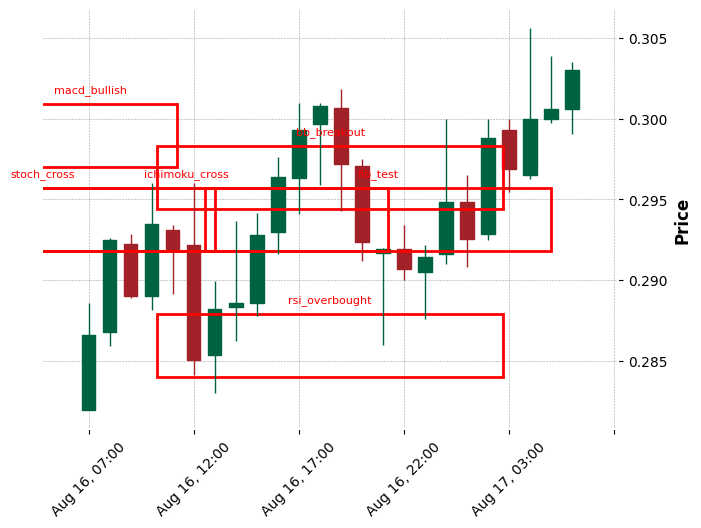 macd_bullish
stoch_cross
ichimoku_cross
breakout
_test
rsi_overbought
0.305
0.300
0.295
0.290
0.285
Price
Aug 16, 07:00
Aug 16, 12:00
Aug 16, 17:00
Aug 16, 22:00
Aug 17, 03:00